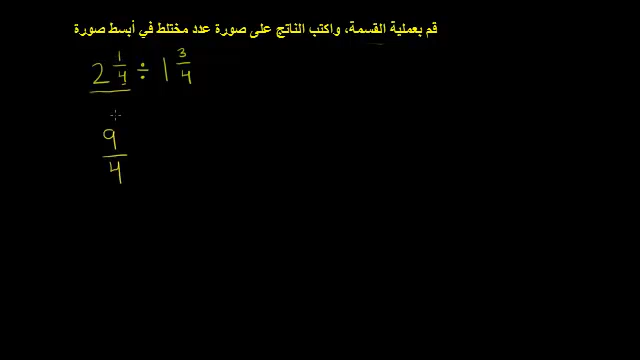 قم بعملية القسمة، واكتب الناتج على صورة عدد مختلط في أبسط صورة
2 1/4 ÷ 1 3/4
9/4